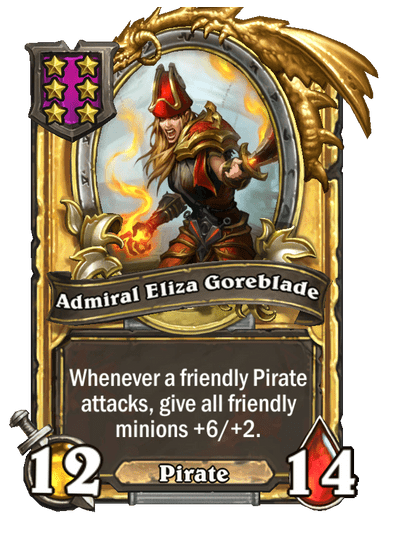 Admiral Eliza Goreblade
Whenever a friendly Pirate
attacks, give all friendly
minions +6/+2.
12
Pirate
14